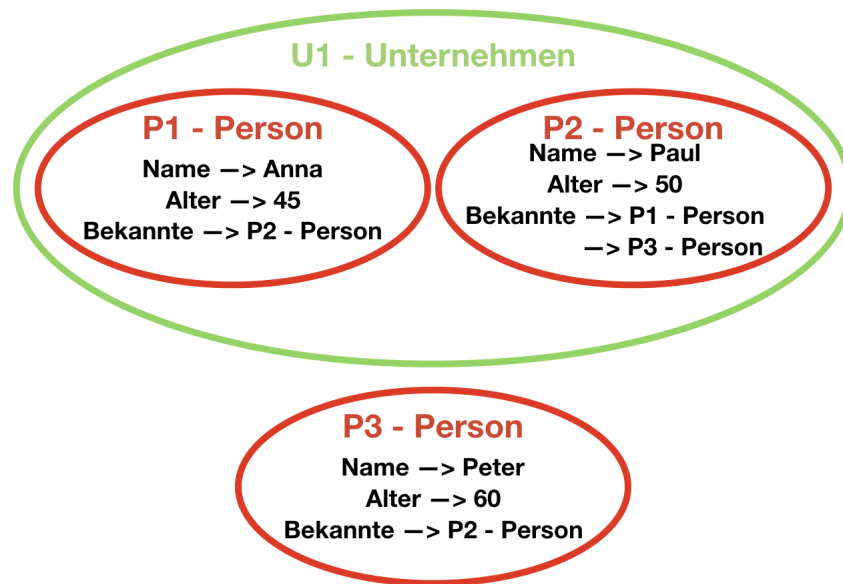 U1 - Unternehmen
P1 - Person
Name —> Anna
Alter —> 45
Bekannte —> P2 - Person
P2 - Person
Name —> Paul
Alter —> 50
Bekannte —> P1 - Person
—> P3 - Person
P3 - Person
Name —> Peter
Alter —> 60
Bekannte —> P2 - Person